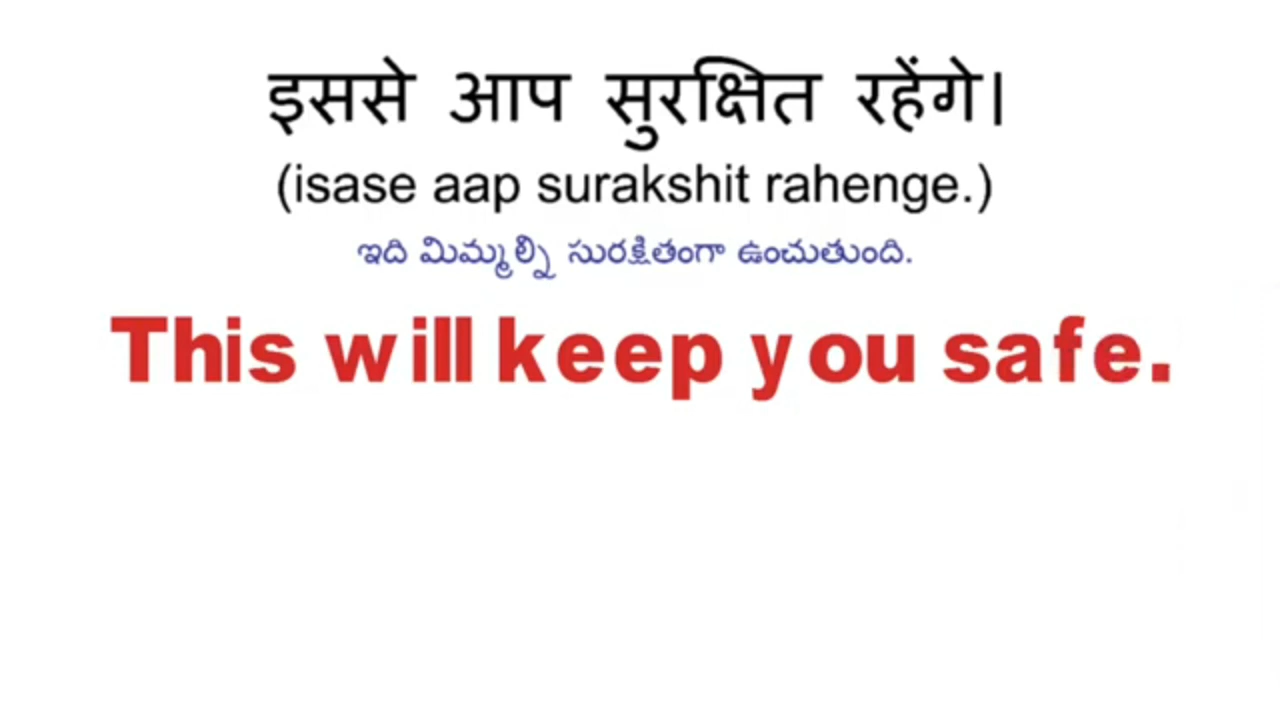 इससे आप सुरक्षित रहेंगे।
(isase aap surakshit rahenge.)
ఇది మిమ్మల్ని సురక్షితంగా ఉంచుతుంది.
This will keep you safe.